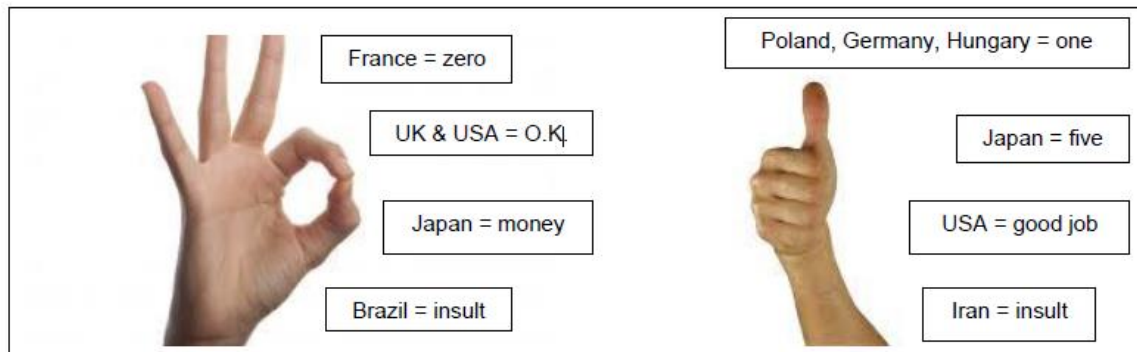 France = zero
UK & USA = O.K.
Japan = money
Brazil = insult
Poland, Germany, Hungary = one
Japan = five
USA = good job
Iran = insult